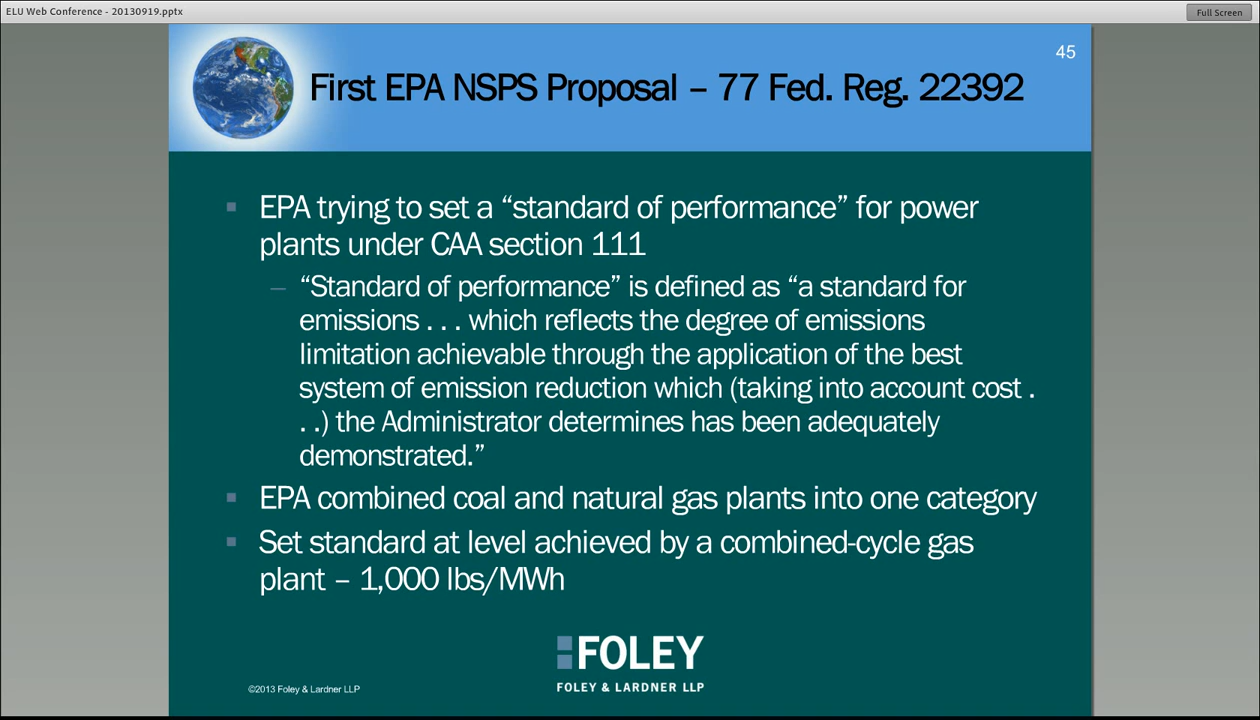 ELU Web Conference - 20130919.pptx
Full Screen
45
First EPA NSPS Proposal – 77 Fed. Reg. 22392
EPA trying to set a “standard of performance” for power
plants under CAA section 111
– “Standard of performance” is defined as “a standard for
emissions . . . which reflects the degree of emissions
limitation achievable through the application of the best
system of emission reduction which (taking into account cost .
. .) the Administrator determines has been adequately
demonstrated.”
EPA combined coal and natural gas plants into one category
Set standard at level achieved by a combined-cycle gas
plant – 1,000 lbs/MWh
FOLEY
FOLEY & LARDNER LLP
©2013 Foley & Lardner LLP